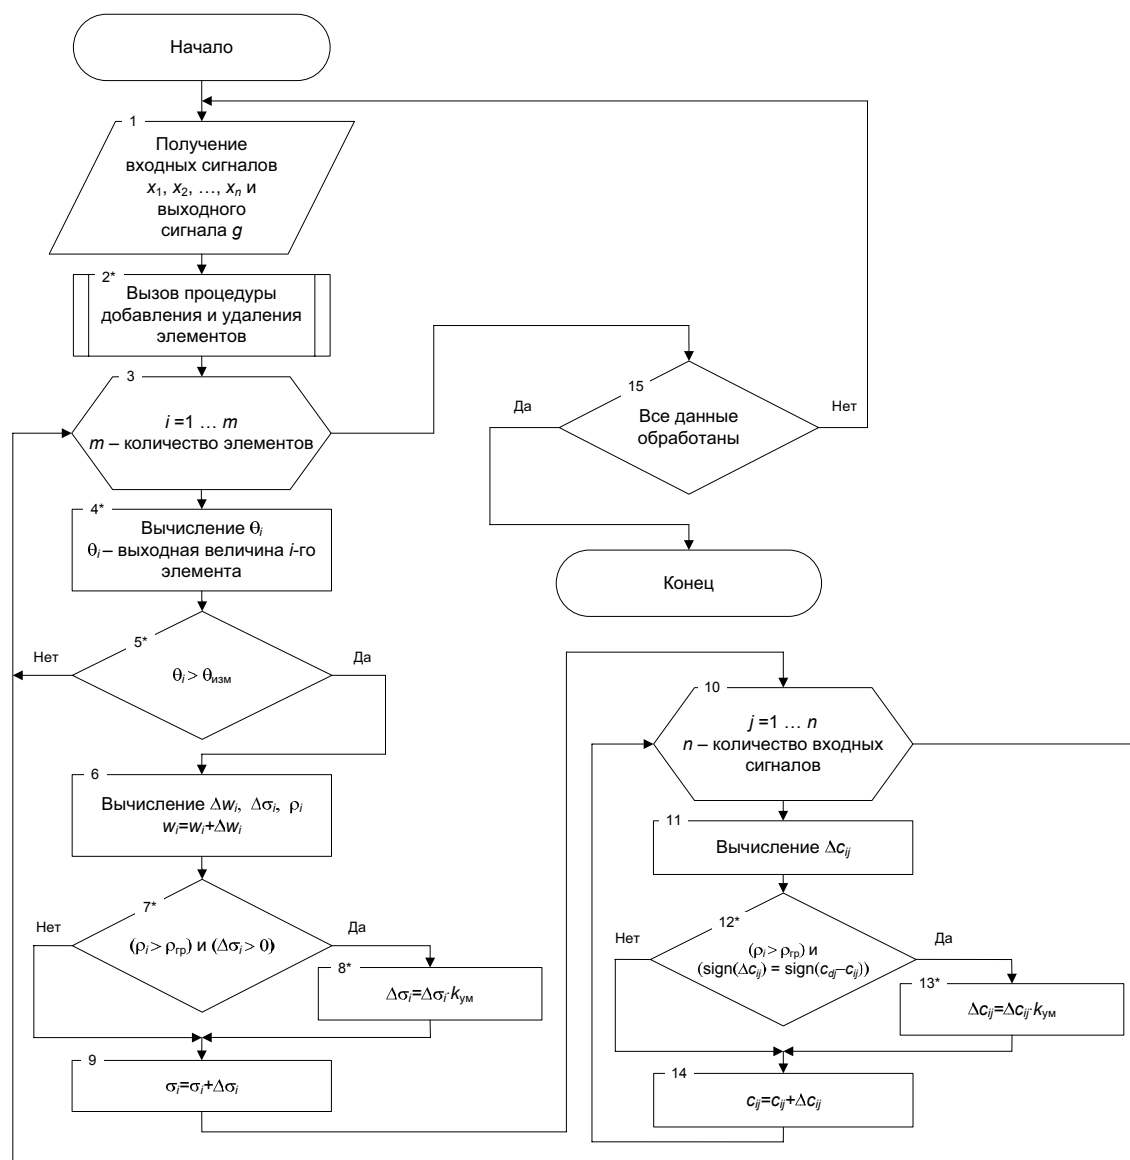 Начало
1
Получение
входных сигналов
x₁, x₂, …, xₙ и
выходного
сигнала g
2*
Вызов процедуры
добавления и удаления
элементов
3
i =1 … m
m – количество элементов
15
Да
Нет
Все данные
обработаны
Конец
4*
Вычисление θi
θi – выходная величина i-го
элемента
5*
Нет
Да
θi > θизм
6
Вычисление Δwi, Δσi, ρi
wi=wi+Δwi
7*
Нет
Да
(ρi > ρгр) и (Δσi > 0)
8*
Δσi=Δσi·kум
9
σi=σi+Δσi
10
j =1 … n
n – количество входных
сигналов
11
Вычисление Δcij
12*
Нет
Да
(ρi > ρгр) и
(sign(Δcij) = sign(cdj–cij))
13*
Δcij=Δcij·kум
14
cij=cij+Δcij